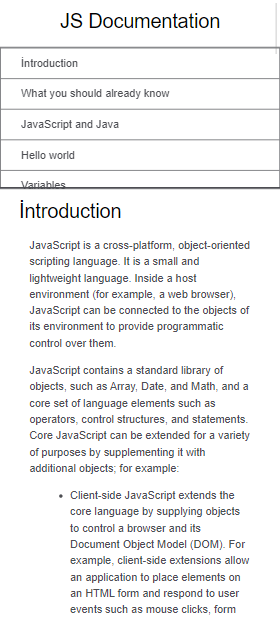 JS Documentation
İntroduction
What you should already know
JavaScript and Java
Hello world
Variables
İntroduction
JavaScript is a cross-platform, object-oriented
scripting language. It is a small and
lightweight language. Inside a host
environment (for example, a web browser),
JavaScript can be connected to the objects of
its environment to provide programmatic
control over them.
JavaScript contains a standard library of
objects, such as Array, Date, and Math, and a
core set of language elements such as
operators, control structures, and statements.
Core JavaScript can be extended for a variety
of purposes by supplementing it with
additional objects; for example:
• Client-side JavaScript extends the
core language by supplying objects
to control a browser and its
Document Object Model (DOM). For
example, client-side extensions allow
an application to place elements on
an HTML form and respond to user
events such as mouse clicks, form